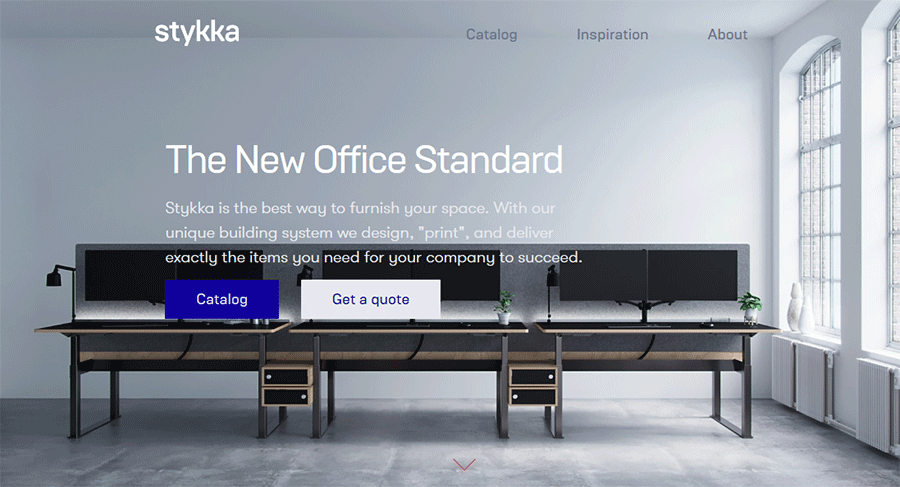 stykka
Catalog Inspiration About
The New Office Standard
Stykka is the best way to furnish your space. With our
unique building system we design, "print", and deliver
exactly the items you need for your company to succeed.
Catalog Get a quote